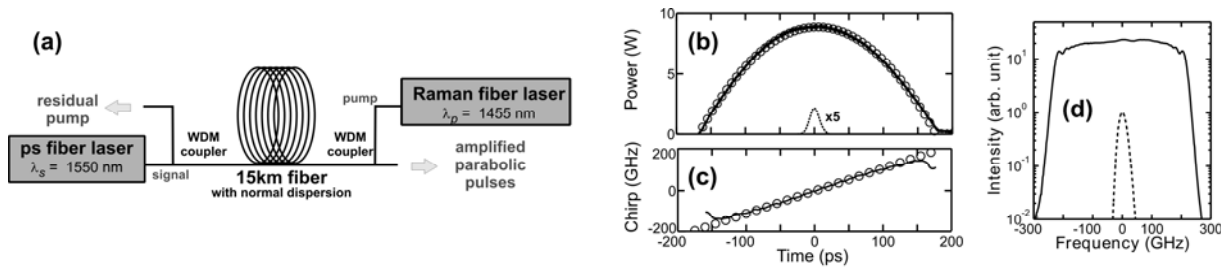 (a)
residual
pump
WDM
coupler
ps fiber laser
λs = 1550 nm
signal
15km fiber
with normal dispersion
WDM
coupler
pump
Raman fiber laser
λp = 1455 nm
amplified
parabolic
pulses
(b)
Power (W)
10
5
0
x5
(c)
Chirp (GHz)
200
0
-200
-200
-100
0
100
200
Time (ps)
(d)
Intensity (arb. unit)
10^1
10^0
10^-1
10^-2
-300
0
300
Frequency (GHz)